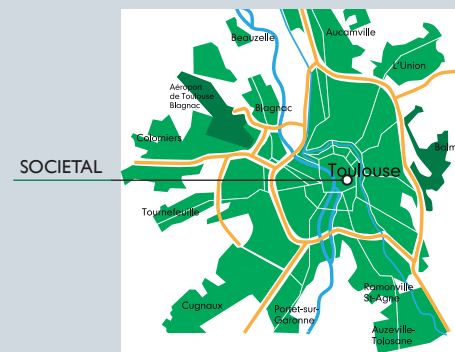 Beauzelle
Aucamville
L'Union
Aéroport
de Toulouse
Blagnac
Blagnac
Colomiers
Balm
SOCIETAL
Toulouse
Tournefeuille
Ramonville
St-Agne
Cugnaux
Portet-sur-
Garonne
Auzeville-
Tolosane